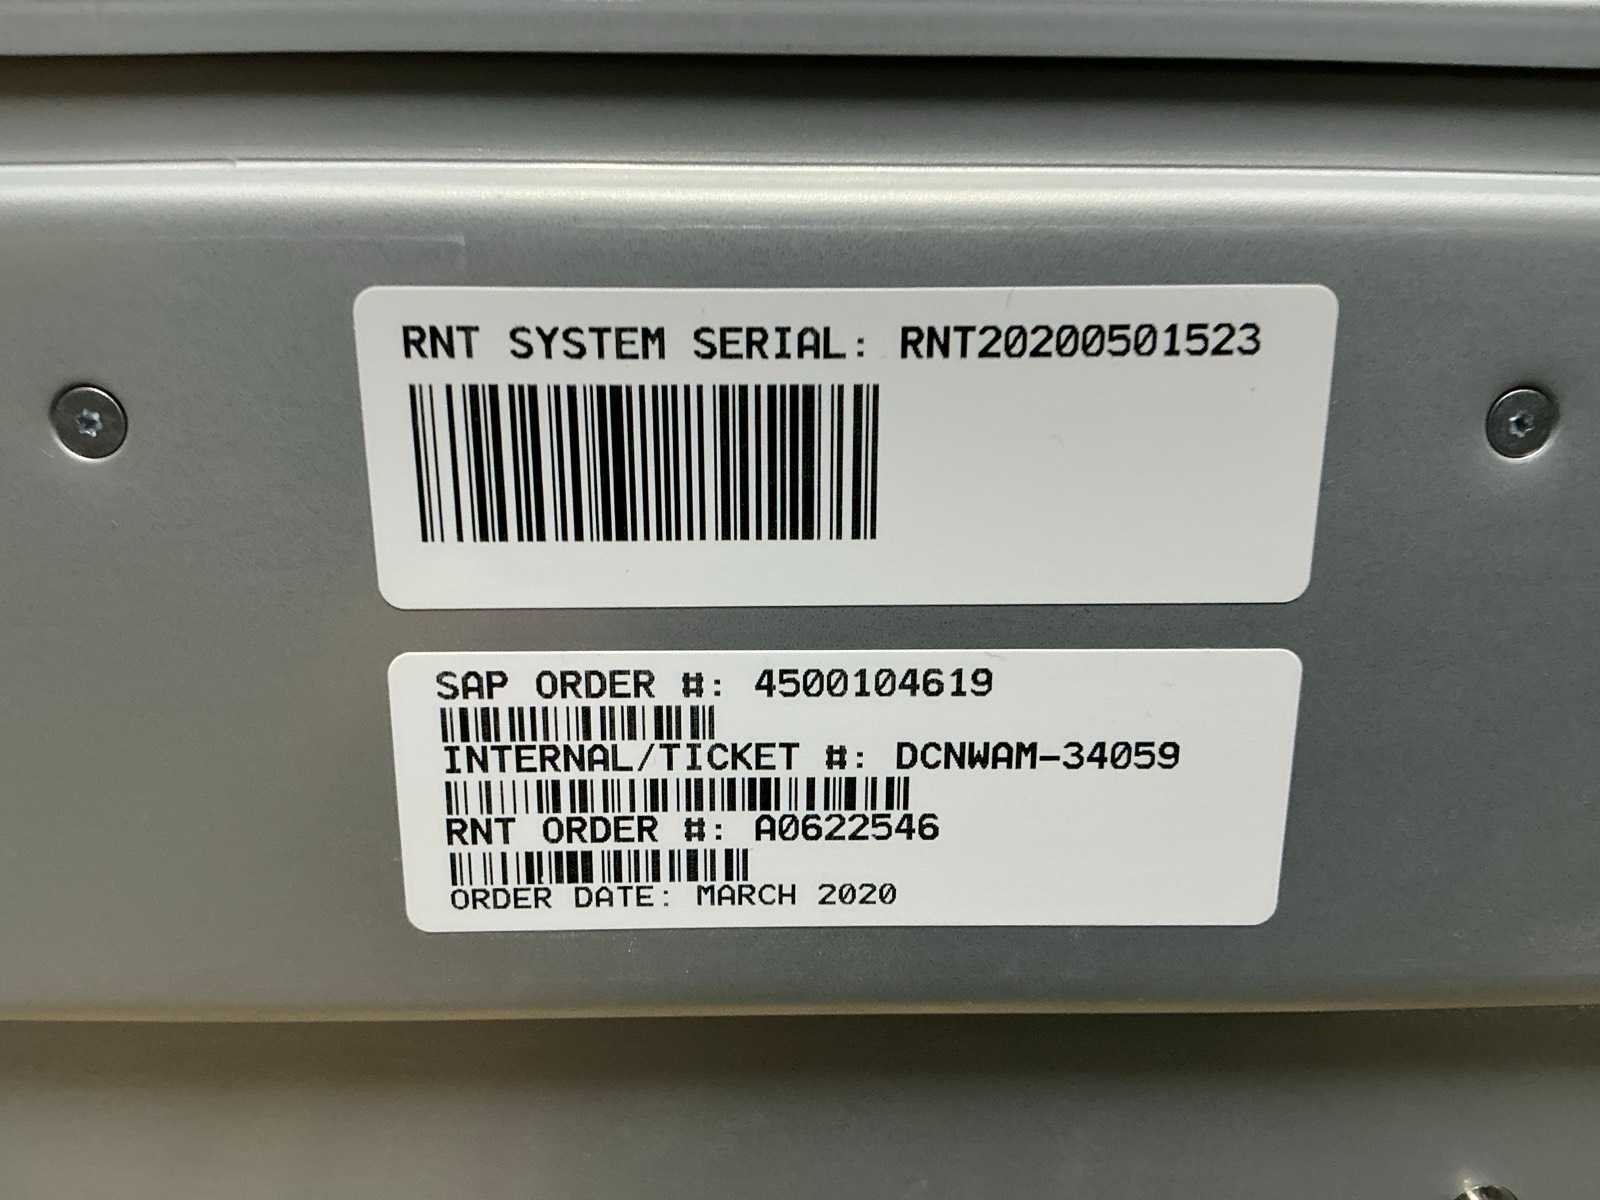 RNT SYSTEM SERIAL: RNT20200501523
SAP ORDER #: 4500104619
INTERNAL/TICKET #: DCNWAM-34059
RNT ORDER #: A0622546
ORDER DATE: MARCH 2020